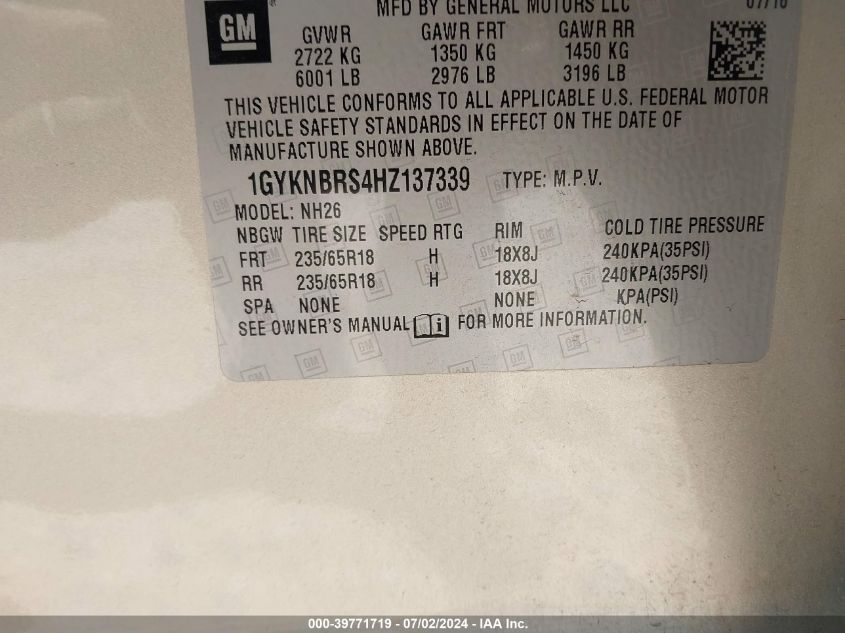 GM
MFD BY GENERAL MOTORS LLC 07/16
GVWR GAWR FRT GAWR RR
2722 KG 1350 KG 1450 KG
6001 LB 2976 LB 3196 LB
THIS VEHICLE CONFORMS TO ALL APPLICABLE U.S. FEDERAL MOTOR
VEHICLE SAFETY STANDARDS IN EFFECT ON THE DATE OF
MANUFACTURE SHOWN ABOVE.
1GYKNBRS4HZ137339 TYPE: M.P.V.
MODEL: NH26
NBGW TIRE SIZE SPEED RTG RIM COLD TIRE PRESSURE
FRT 235/65R18 H 18X8J 240KPA(35PSI)
RR 235/65R18 H 18X8J 240KPA(35PSI)
SPA NONE NONE KPA(PSI)
SEE OWNER'S MANUAL FOR MORE INFORMATION.
000-39771719 - 07/02/2024 - IAA Inc.